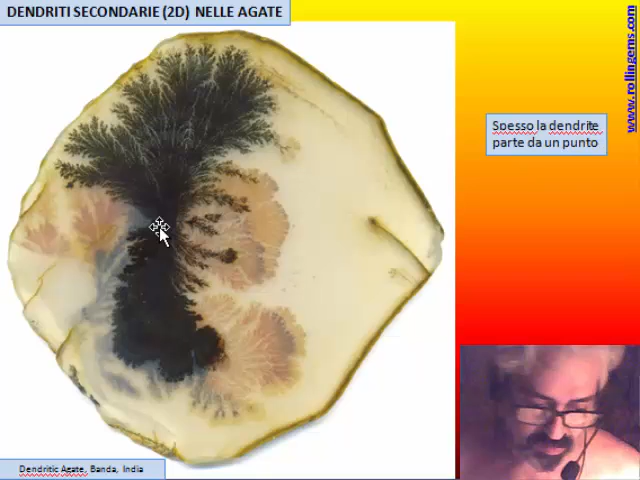 DENDRITI SECONDARIE (2D) NELLE AGATE
www.rollingems.com
Spesso la dendrite
parte da un punto
Dendritic Agate, Banda, India